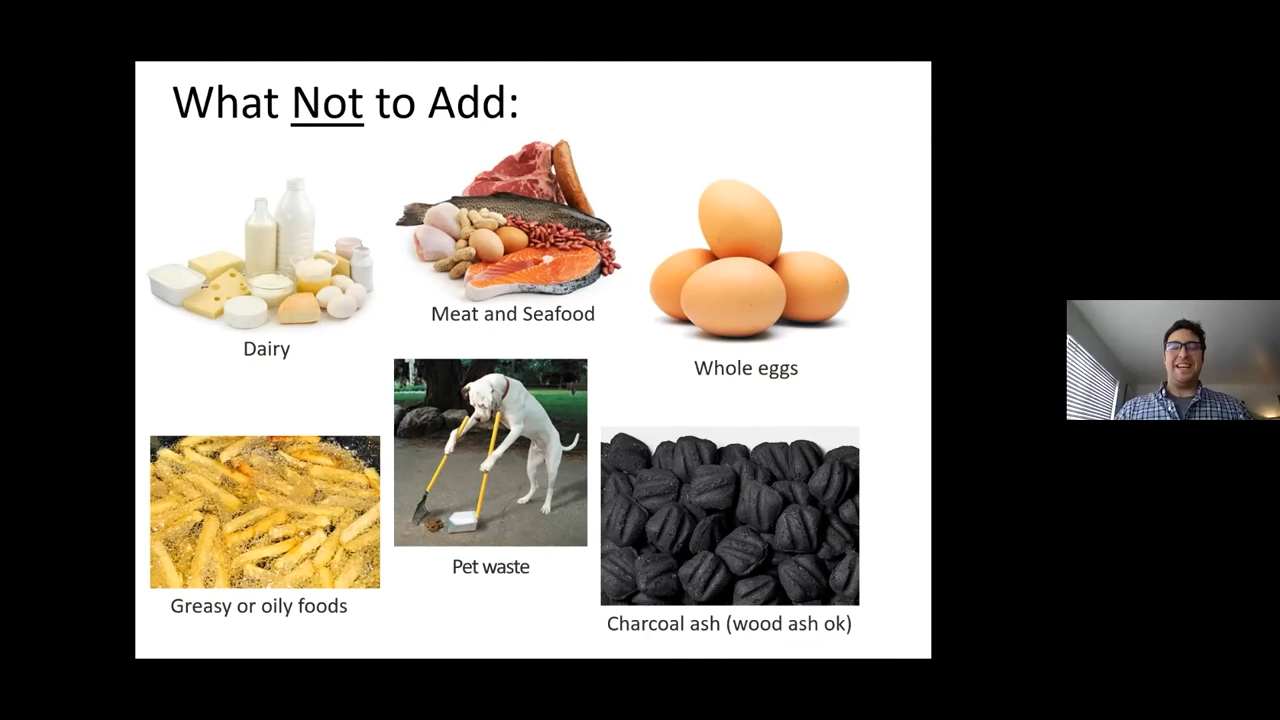 What Not to Add:
Dairy
Meat and Seafood
Whole eggs
Greasy or oily foods
Pet waste
Charcoal ash (wood ash ok)